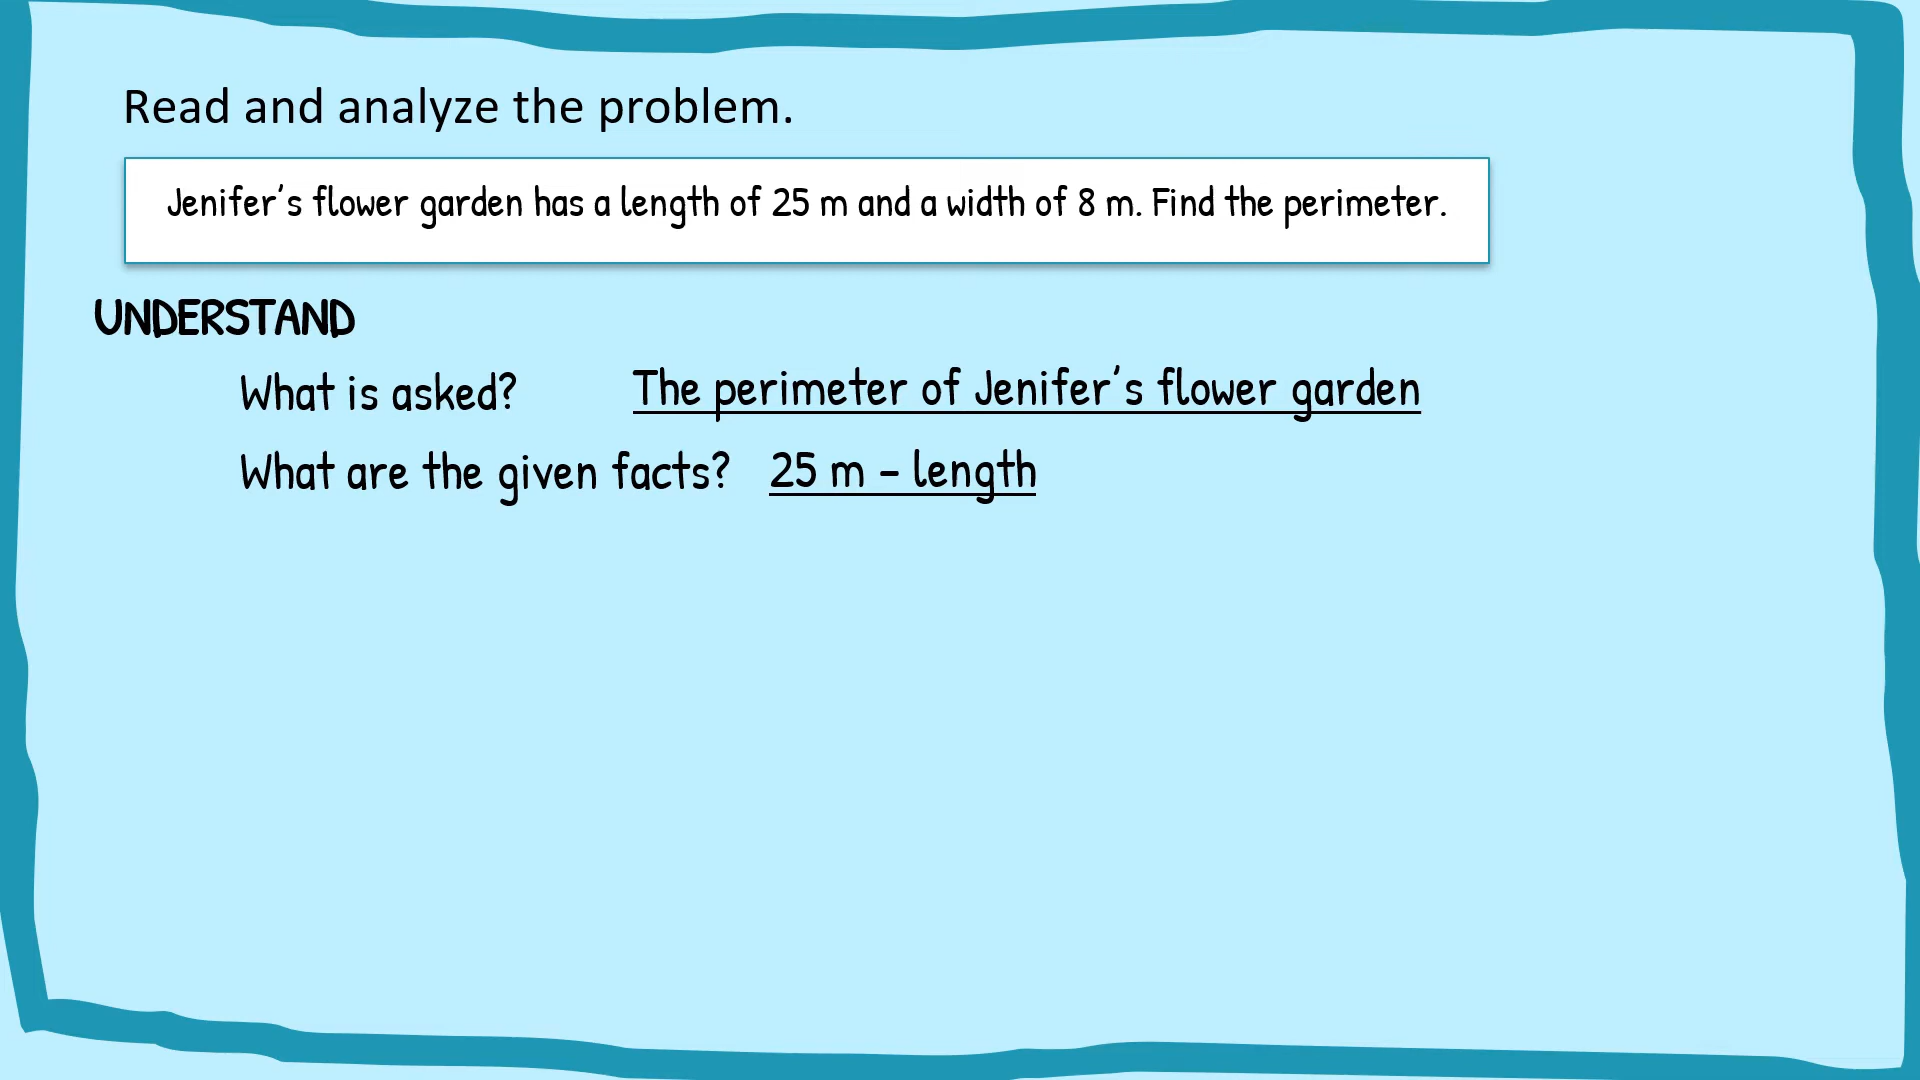 Read and analyze the problem.
Jenifer's flower garden has a length of 25 m and a width of 8 m. Find the perimeter.
UNDERSTAND
What is asked? The perimeter of Jenifer's flower garden
What are the given facts? 25 m – length